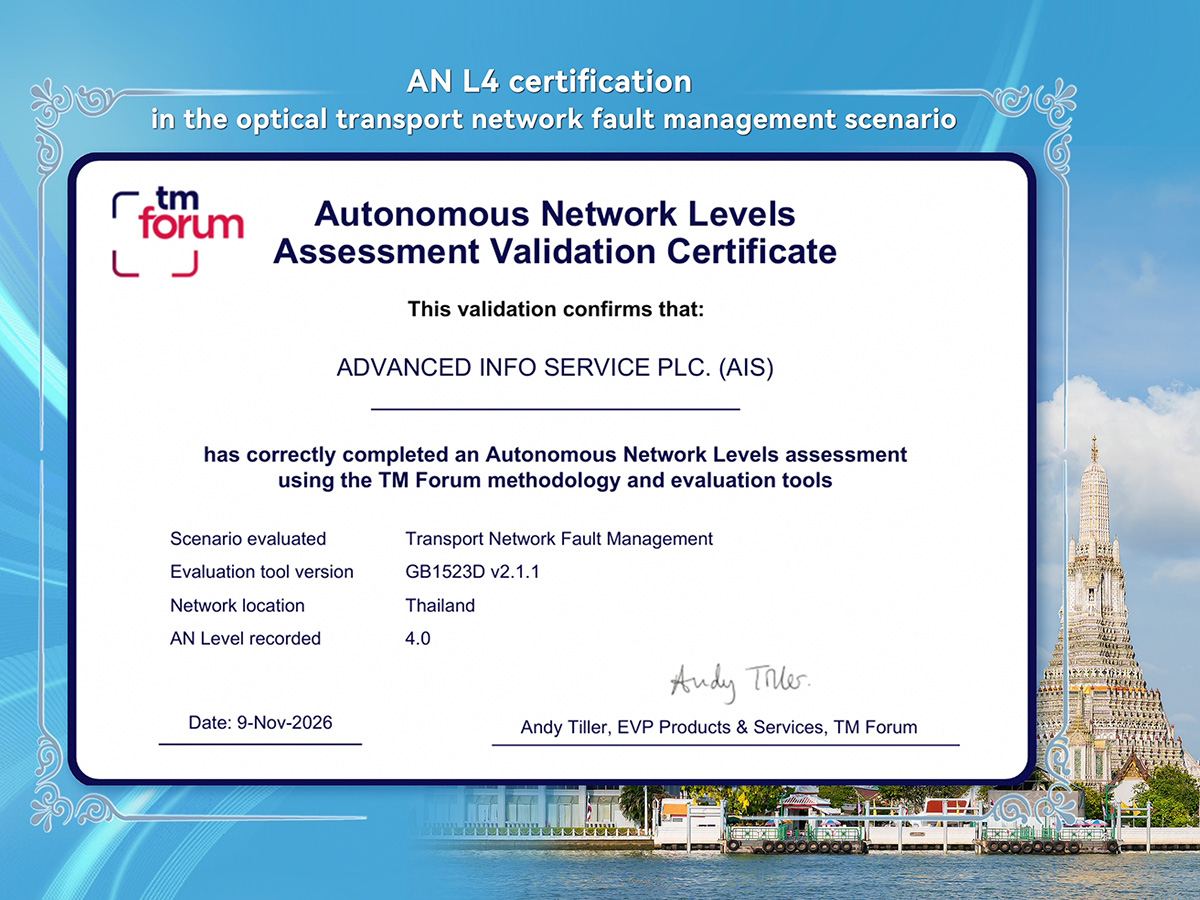 AN L4 certification
in the optical transport network fault management scenario
tm
forum
Autonomous Network Levels
Assessment Validation Certificate
This validation confirms that:
ADVANCED INFO SERVICE PLC. (AIS)
has correctly completed an Autonomous Network Levels assessment
using the TM Forum methodology and evaluation tools
Scenario evaluated Transport Network Fault Management
Evaluation tool version GB1523D v2.1.1
Network location Thailand
AN Level recorded 4.0
Andy Tiller.
Date: 9-Nov-2026
Andy Tiller, EVP Products & Services, TM Forum